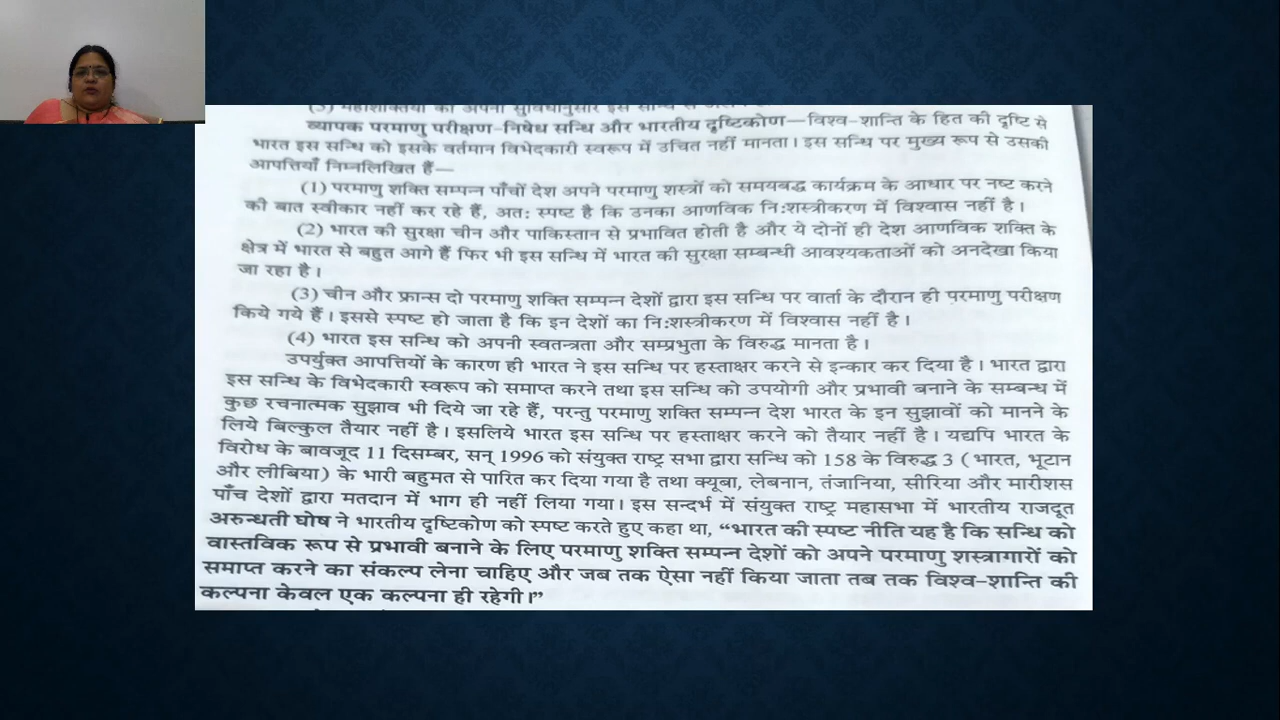 (3) महाशक्तियों को अपनी सुविधानुसार इस सन्धि से
व्यापक परमाणु परीक्षण-निषेध सन्धि और भारतीय दृष्टिकोण—विश्व-शान्ति के हित की दृष्टि से
भारत इस सन्धि को इसके वर्तमान विभेदकारी स्वरूप में उचित नहीं मानता। इस सन्धि पर मुख्य रूप से उसकी
आपत्तियाँ निम्नलिखित हैं—
(1) परमाणु शक्ति सम्पन्न पाँचों देश अपने परमाणु शस्त्रों को समयबद्ध कार्यक्रम के आधार पर नष्ट करने
की बात स्वीकार नहीं कर रहे हैं, अतः स्पष्ट है कि उनका आणविक निःशस्त्रीकरण में विश्वास नहीं है।
(2) भारत की सुरक्षा चीन और पाकिस्तान से प्रभावित होती है और ये दोनों ही देश आणविक शक्ति के
क्षेत्र में भारत से बहुत आगे हैं फिर भी इस सन्धि में भारत की सुरक्षा सम्बन्धी आवश्यकताओं को अनदेखा किया
जा रहा है।
(3) चीन और फ्रान्स दो परमाणु शक्ति सम्पन्न देशों द्वारा इस सन्धि पर वार्ता के दौरान ही परमाणु परीक्षण
किये गये हैं। इससे स्पष्ट हो जाता है कि इन देशों का निःशस्त्रीकरण में विश्वास नहीं है।
(4) भारत इस सन्धि को अपनी स्वतन्त्रता और सम्प्रभुता के विरुद्ध मानता है।
उपर्युक्त आपत्तियों के कारण ही भारत ने इस सन्धि पर हस्ताक्षर करने से इन्कार कर दिया है। भारत द्वारा
इस सन्धि के विभेदकारी स्वरूप को समाप्त करने तथा इस सन्धि को उपयोगी और प्रभावी बनाने के सम्बन्ध में
कुछ रचनात्मक सुझाव भी दिये जा रहे हैं, परन्तु परमाणु शक्ति सम्पन्न देश भारत के इन सुझावों को मानने के
लिये बिल्कुल तैयार नहीं है। इसलिये भारत इस सन्धि पर हस्ताक्षर करने को तैयार नहीं है। यद्यपि भारत के
विरोध के बावजूद 11 दिसम्बर, सन् 1996 को संयुक्त राष्ट्र सभा द्वारा सन्धि को 158 के विरुद्ध 3 (भारत, भूटान
और लीबिया) के भारी बहुमत से पारित कर दिया गया है तथा क्यूबा, लेबनान, तंजानिया, सीरिया और मारीशस
पाँच देशों द्वारा मतदान में भाग ही नहीं लिया गया। इस सन्दर्भ में संयुक्त राष्ट्र महासभा में भारतीय राजदूत
अरुन्धती घोष ने भारतीय दृष्टिकोण को स्पष्ट करते हुए कहा था, “भारत की स्पष्ट नीति यह है कि सन्धि को
वास्तविक रूप से प्रभावी बनाने के लिए परमाणु शक्ति सम्पन्न देशों को अपने परमाणु शस्त्रागारों को
समाप्त करने का संकल्प लेना चाहिए और जब तक ऐसा नहीं किया जाता तब तक विश्व-शान्ति की
कल्पना केवल एक कल्पना ही रहेगी।”